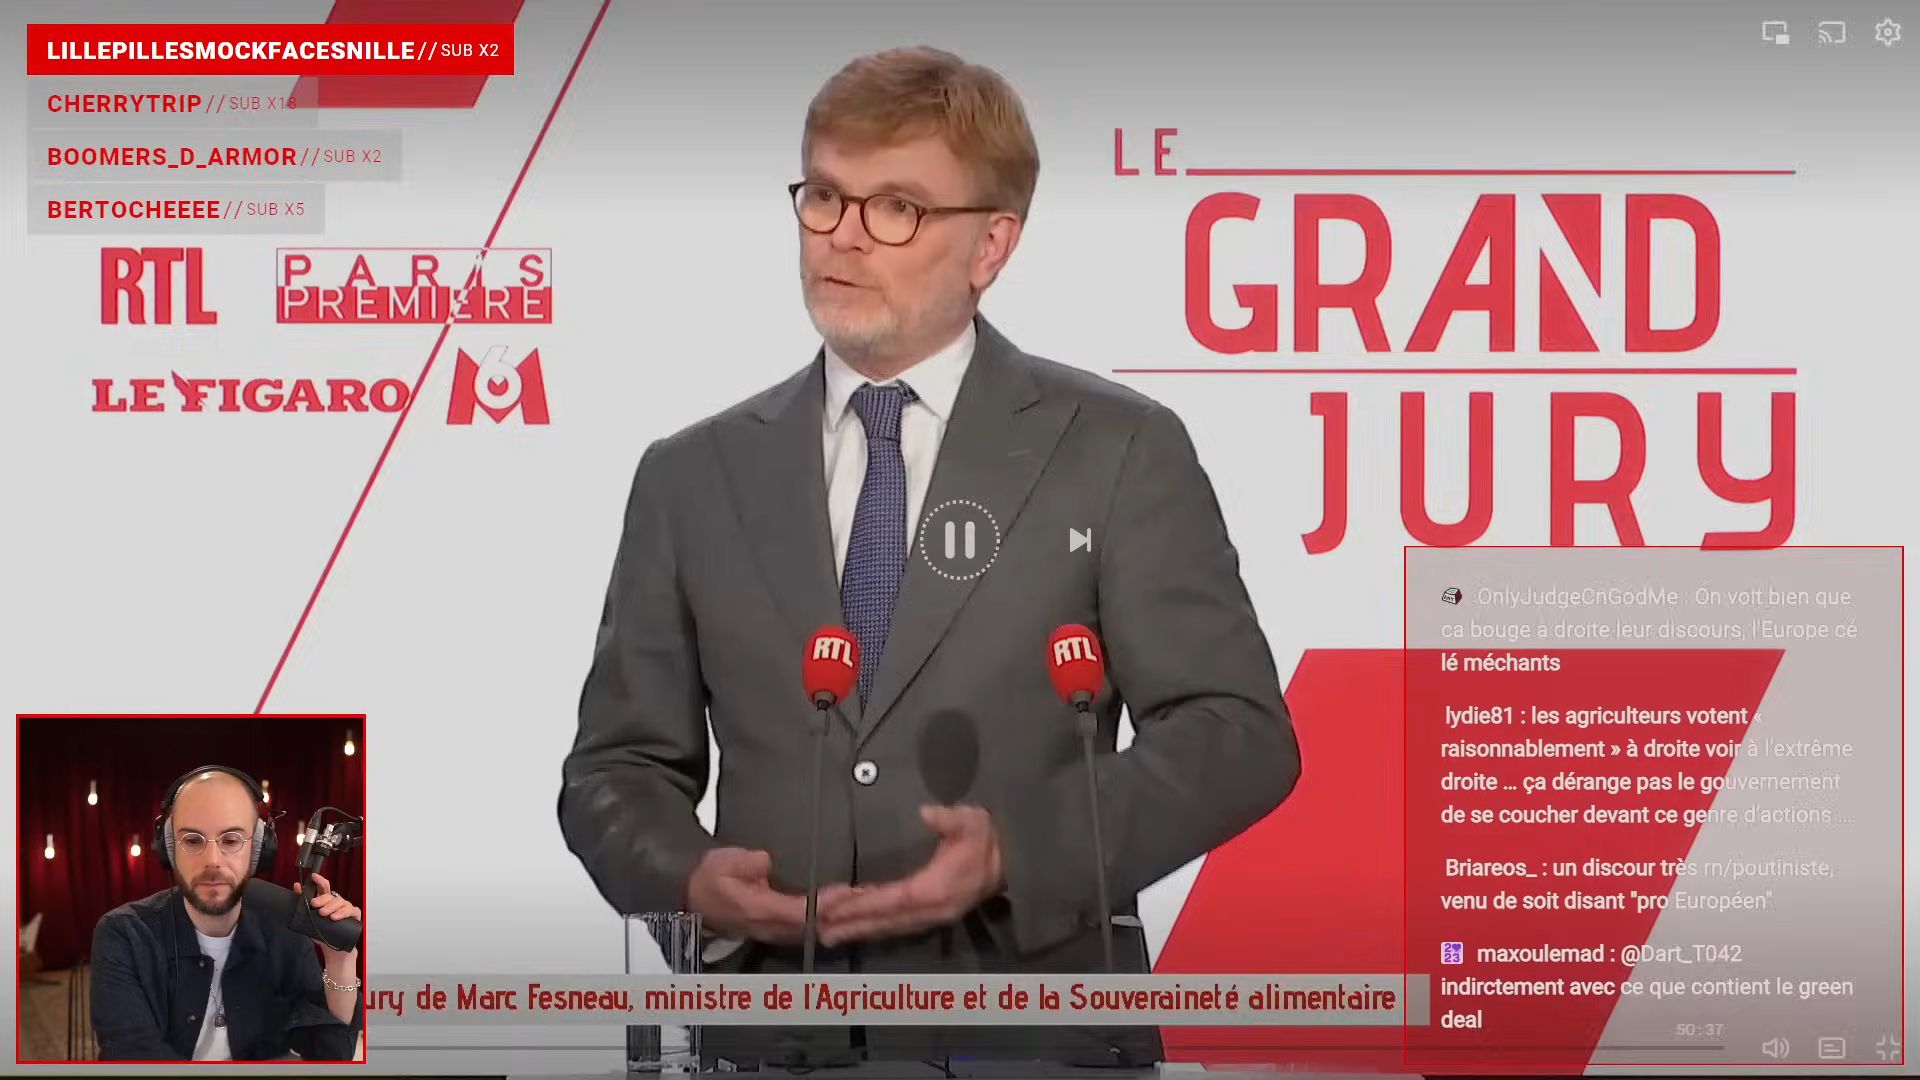 LILLEPILLESMOCKFACESNILLE // SUB X2
CHERRYTRIP // SUB X18
BOOMERS_D_ARMOR // SUB X2
BERTOCHEEEE // SUB X5
RTL
PARIS
PREMIERE
LE FIGARO
M6
LE
GRAND
JURY
RTL
RTL
OnlyJudgeCnGodMe : On voit bien que
ca bouge a droite leur discours, l'Europe cé
lé méchants
lydie81 : les agriculteurs votent «
raisonnablement » à droite voir à l'extrême
droite ... ça dérange pas le gouvernement
de se coucher devant ce genre d'actions ....
Briareos_ : un discour très rn/poutiniste,
venu de soit disant "pro Européen"
maxoulemad : @Dart_T042
indirctement avec ce que contient le green
deal
ury de Marc Fesneau, ministre de l'Agriculture et de la Souveraineté alimentaire
50:37